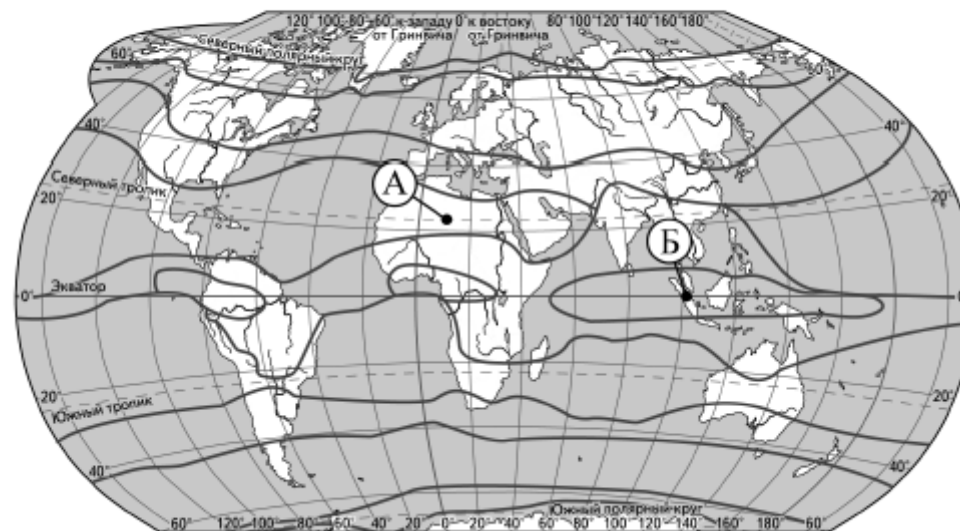 120° 100° 80° 60° к западу 0° к востоку 80° 100° 120° 140° 160° 180°
от Гринвича от Гринвича
Северный полярный круг
60° 60°
40° 40°
А
Северный тропик
20° 20°
Б
Экватор
0° 0
20° 20°
Южный тропик
40° 40°
Южный полярный круг
60° 120° 100° 80° 40° 20° 0° 20° 40° 60° 80° 100° 120° 140° 180° 60°